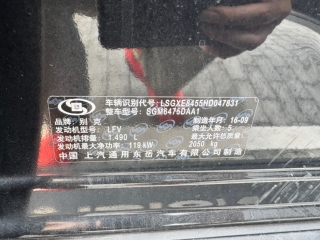 车辆识别代号: LSGXE8455HD047831
整车型号: SGM6476DAA1
品牌 别克 制造年月: 16-09
发动机型号: LFV 乘坐人数: 5
发动机排量: 1.490 L 最大允许总质量:
发动机最大净功率: 119 kW 2050 kg
中国 上汽通用东岳汽车有限公司制造